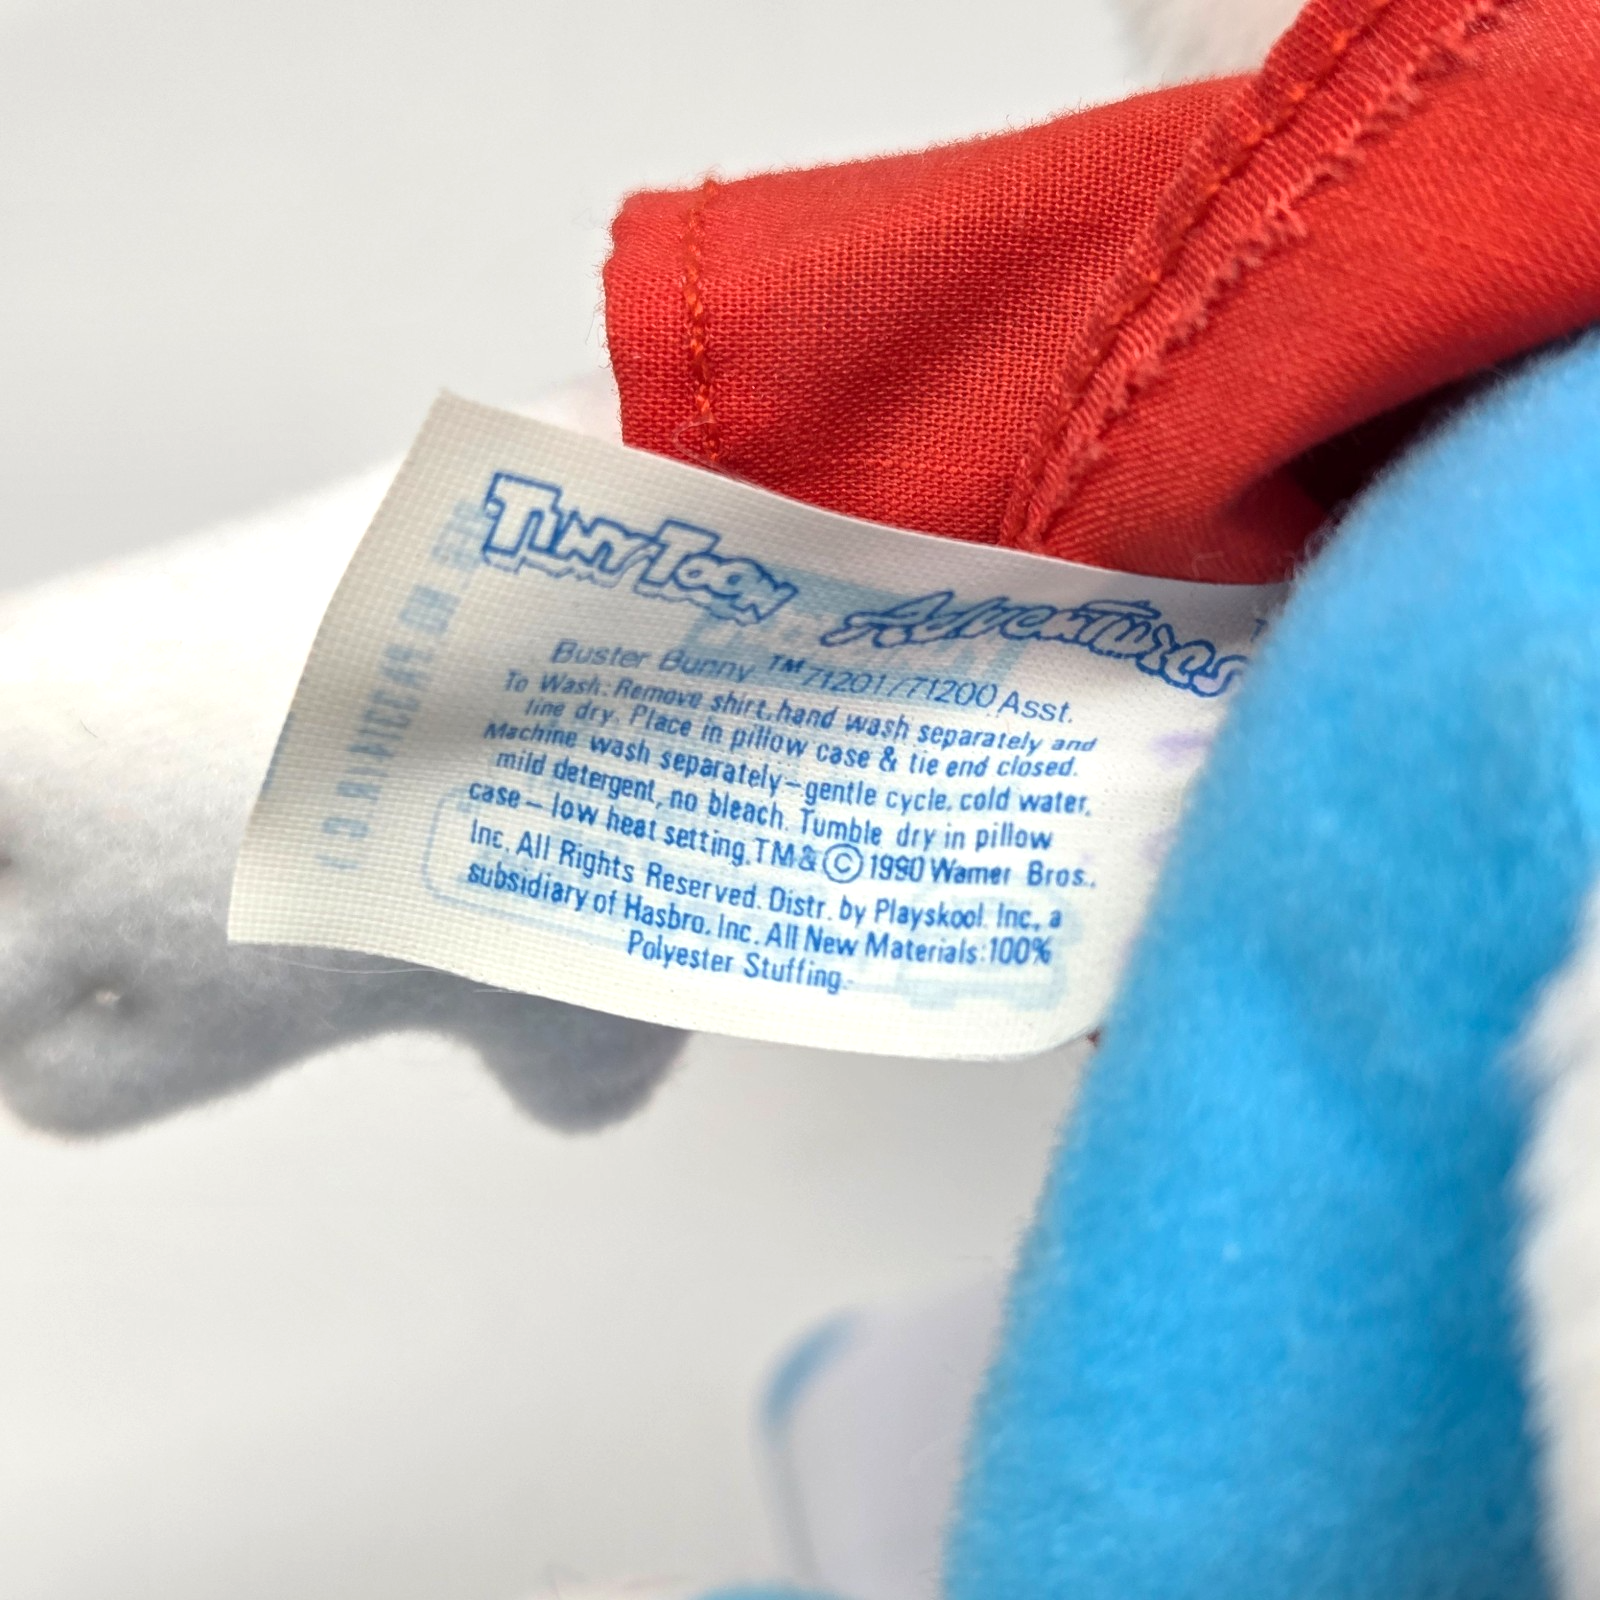 TINY TOON ADVENTURES
Buster Bunny ™ 71201/71200 Asst.
To Wash: Remove shirt, hand wash separately and
line dry. Place in pillow case & tie end closed.
Machine wash separately – gentle cycle, cold water,
mild detergent, no bleach. Tumble dry in pillow
case – low heat setting. TM & © 1990 Warner Bros.
Inc. All Rights Reserved. Distr. by Playskool, Inc., a
subsidiary of Hasbro, Inc. All New Materials: 100%
Polyester Stuffing.